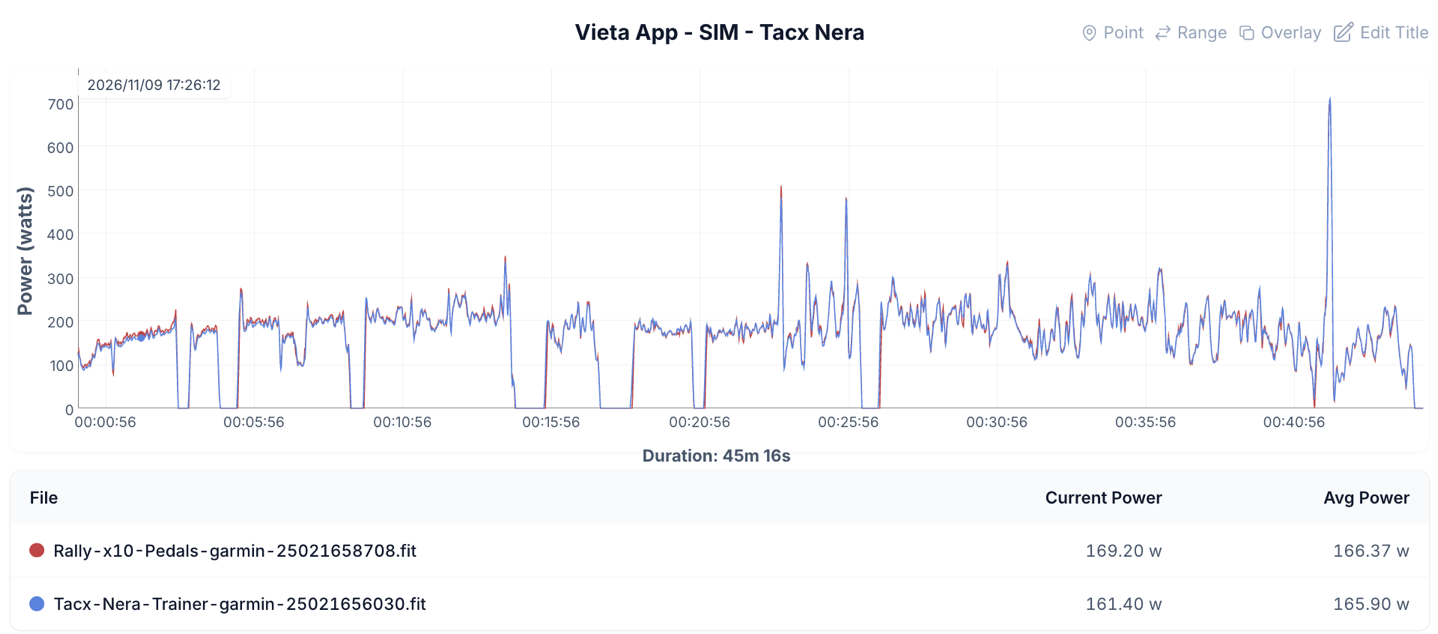 Vieta App - SIM - Tacx Nera
Point Range Overlay Edit Title
2026/11/09 17:26:12
Power (watts)
700
600
500
400
300
200
100
0
00:00:56 00:05:56 00:10:56 00:15:56 00:20:56 00:25:56 00:30:56 00:35:56 00:40:56
Duration: 45m 16s
File Current Power Avg Power
Rally-x10-Pedals-garmin-25021658708.fit 169.20 w 166.37 w
Tacx-Nera-Trainer-garmin-25021656030.fit 161.40 w 165.90 w